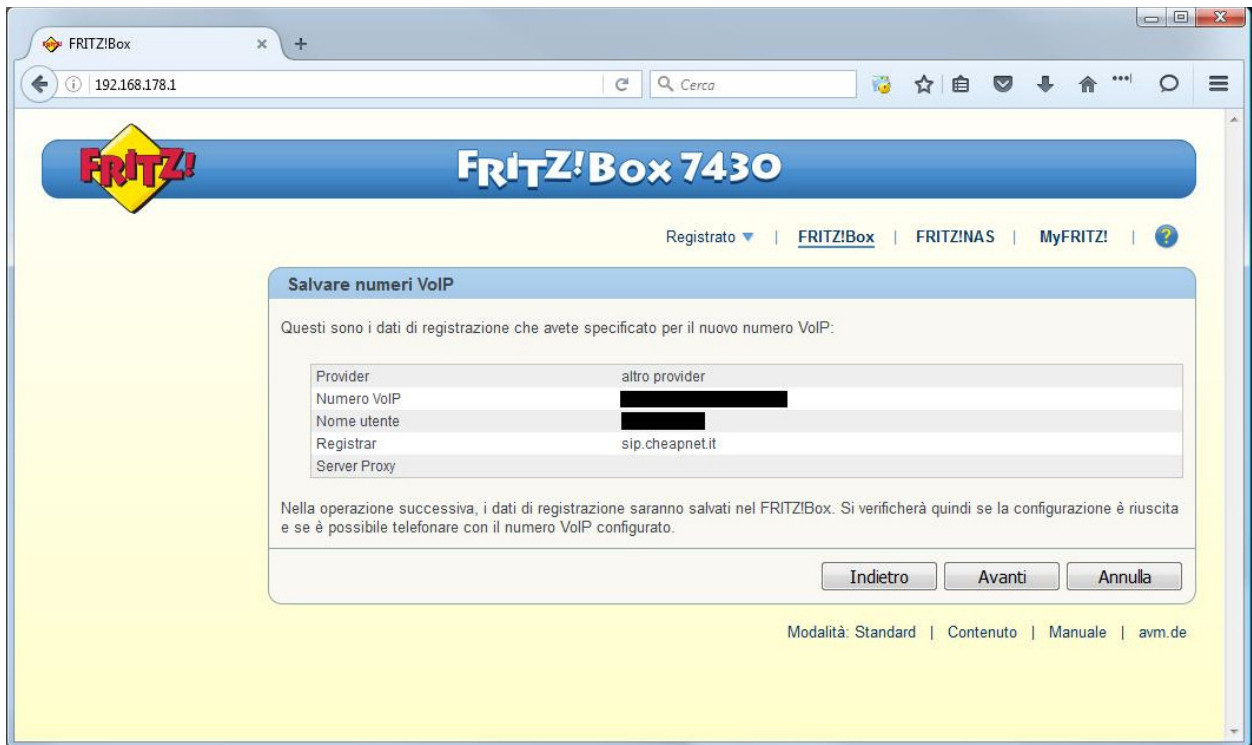 FRITZ!Box
192.168.178.1
Cerca
FRITZ!
FRITZ!Box 7430
Registrato | FRITZ!Box | FRITZ!NAS | MyFRITZ! | ?
Salvare numeri VoIP
Questi sono i dati di registrazione che avete specificato per il nuovo numero VoIP:
Provider altro provider
Numero VoIP
Nome utente
Registrar sip.cheapnet.it
Server Proxy
Nella operazione successiva, i dati di registrazione saranno salvati nel FRITZ!Box. Si verificherà quindi se la configurazione è riuscita
e se è possibile telefonare con il numero VoIP configurato.
Indietro Avanti Annulla
Modalità: Standard | Contenuto | Manuale | avm.de